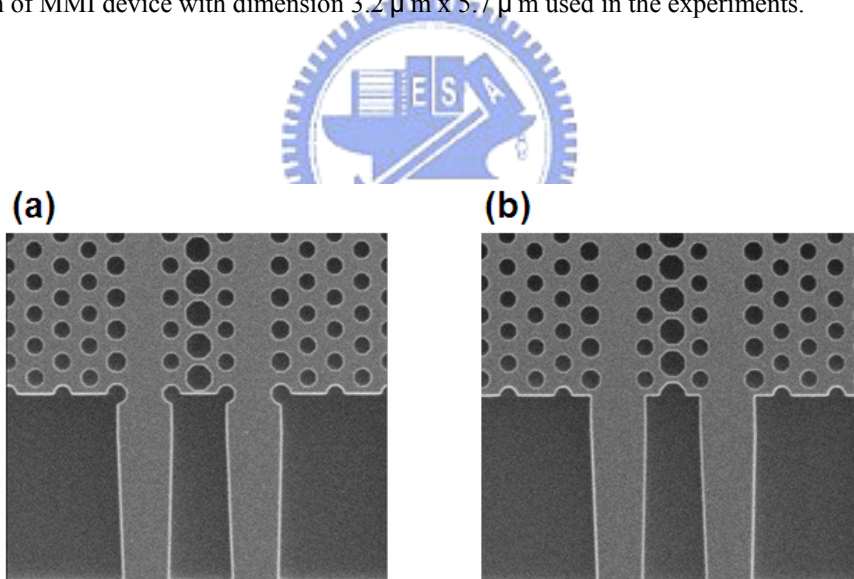 of MMI device with dimension 3.2 μ m x 5.7 μ m used in the experiments.
E S A
(a) (b)